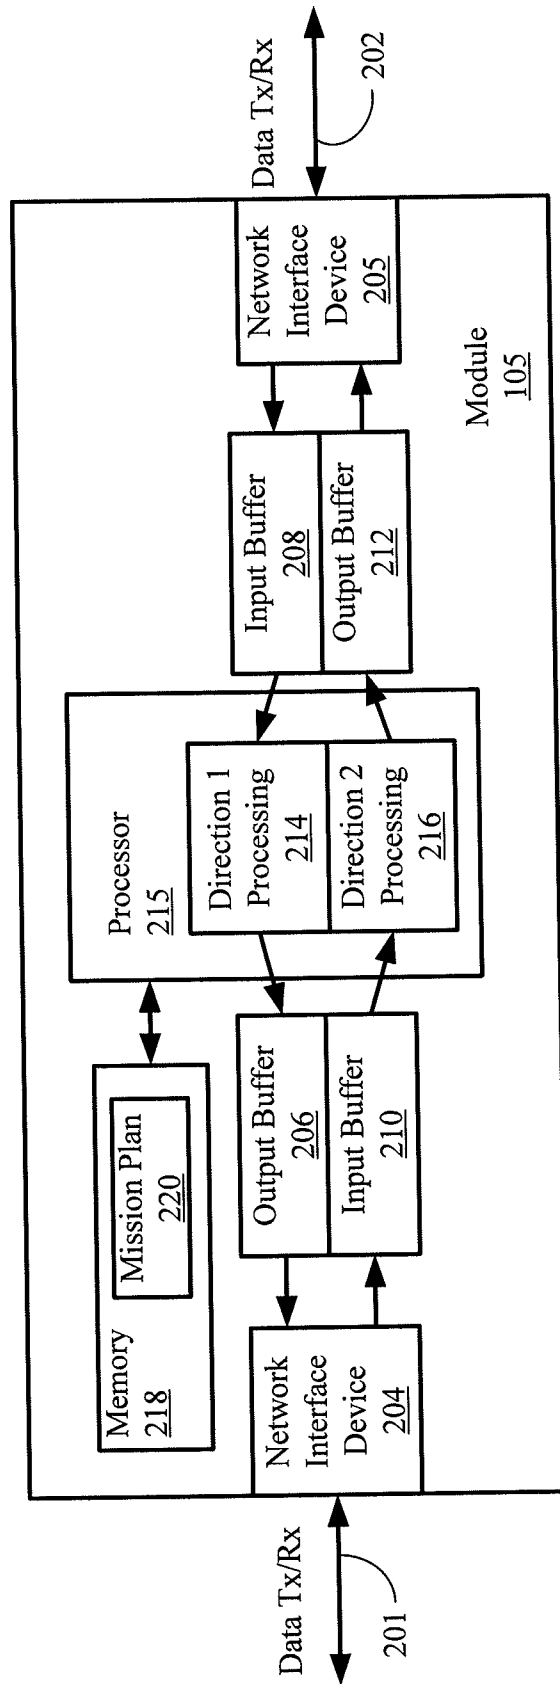 Data Tx/Rx
201
Network
Interface
Device
204
Memory
218
Mission Plan
220
Output Buffer
206
Input Buffer
210
Processor
215
Direction 1
Processing
214
Direction 2
Processing
216
Input Buffer
208
Output Buffer
212
Network
Interface
Device
205
Module
105
Data Tx/Rx
202